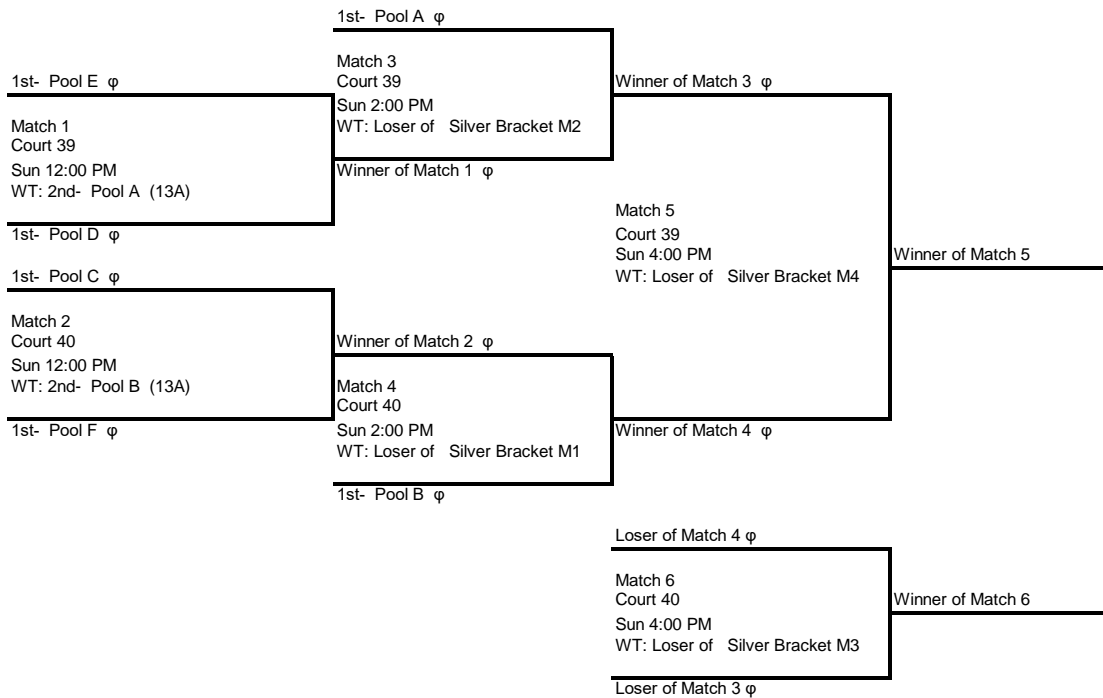 1st- Pool A φ
Match 3
Court 39
Sun 2:00 PM
WT: Loser of Silver Bracket M2
Winner of Match 1 φ
1st- Pool E φ
Match 1
Court 39
Sun 12:00 PM
WT: 2nd- Pool A (13A)
1st- Pool D φ
Winner of Match 3 φ
Match 5
Court 39
Sun 4:00 PM
WT: Loser of Silver Bracket M4
Winner of Match 4 φ
Winner of Match 5
1st- Pool C φ
Match 2
Court 40
Sun 12:00 PM
WT: 2nd- Pool B (13A)
1st- Pool F φ
Winner of Match 2 φ
Match 4
Court 40
Sun 2:00 PM
WT: Loser of Silver Bracket M1
1st- Pool B φ
Loser of Match 4 φ
Match 6
Court 40
Sun 4:00 PM
WT: Loser of Silver Bracket M3
Loser of Match 3 φ
Winner of Match 6